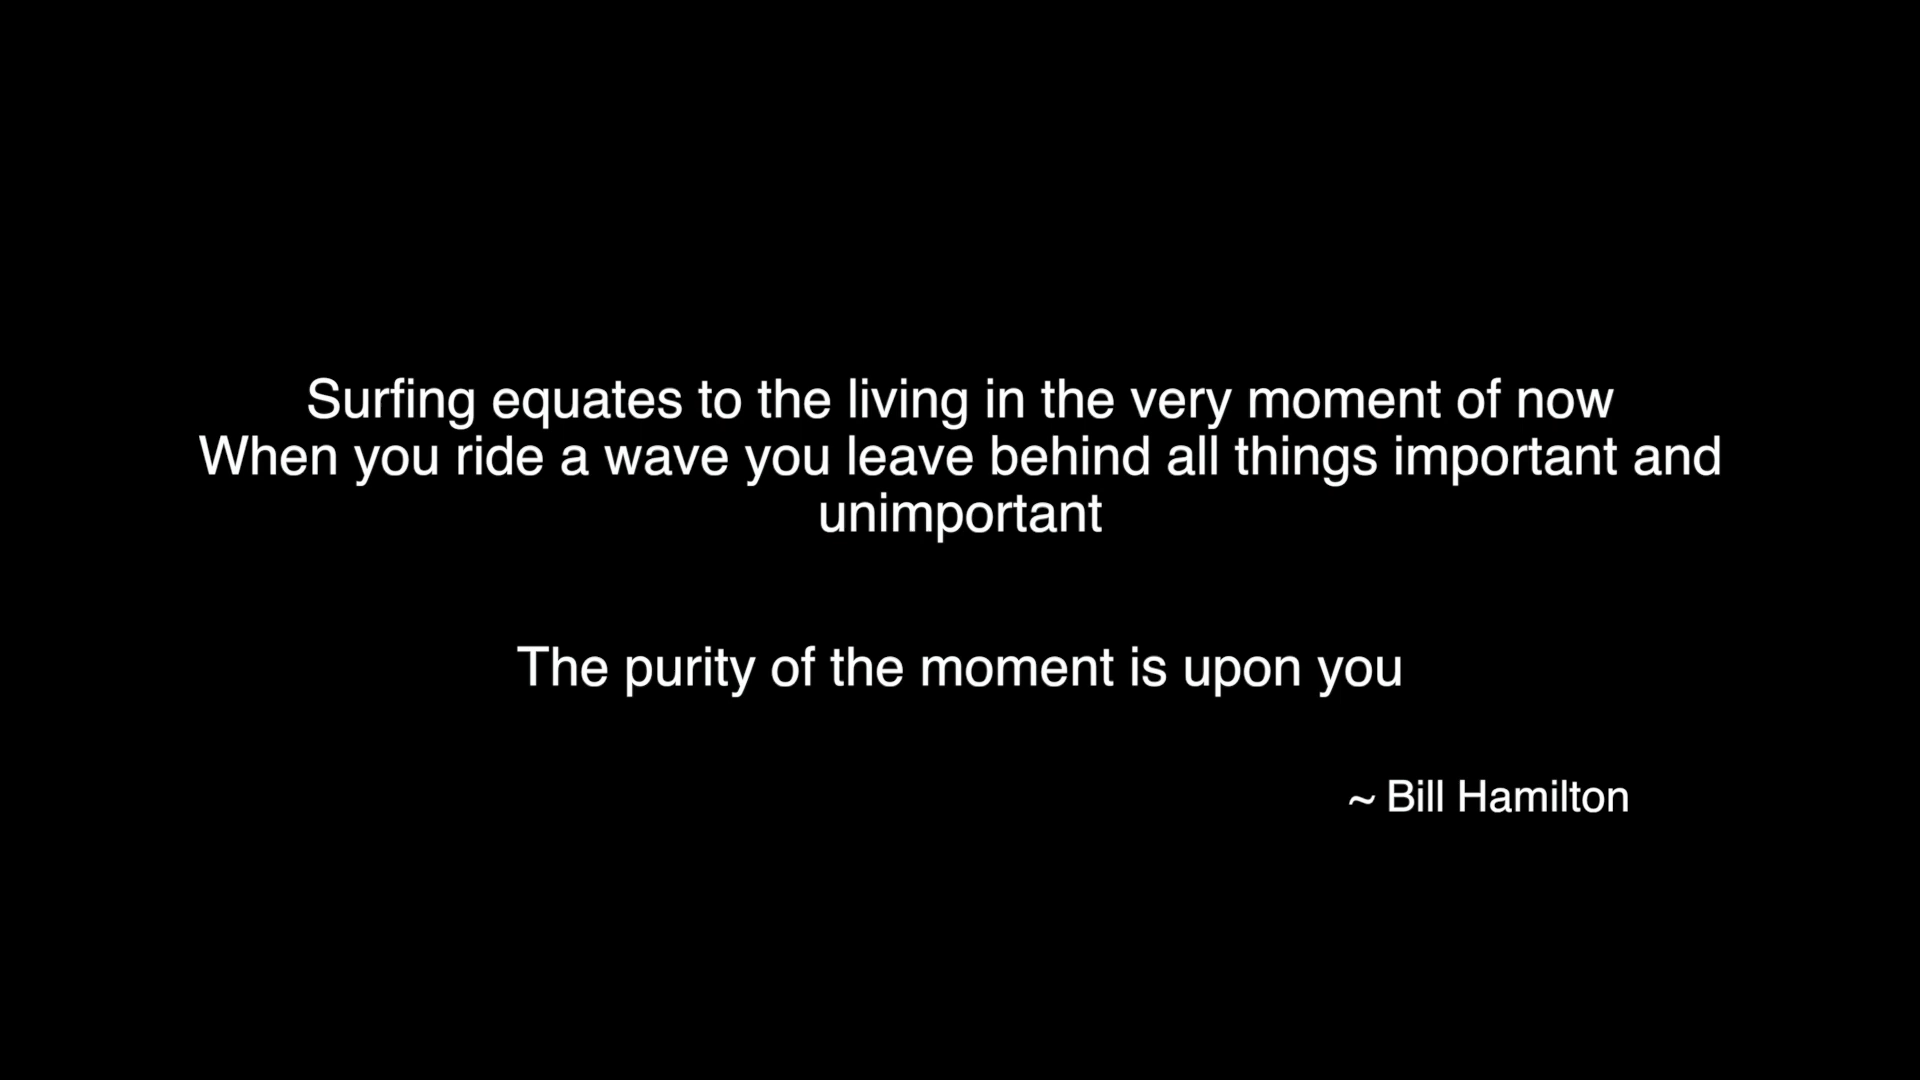 Surfing equates to the living in the very moment of now
When you ride a wave you leave behind all things important and
unimportant
The purity of the moment is upon you
~ Bill Hamilton